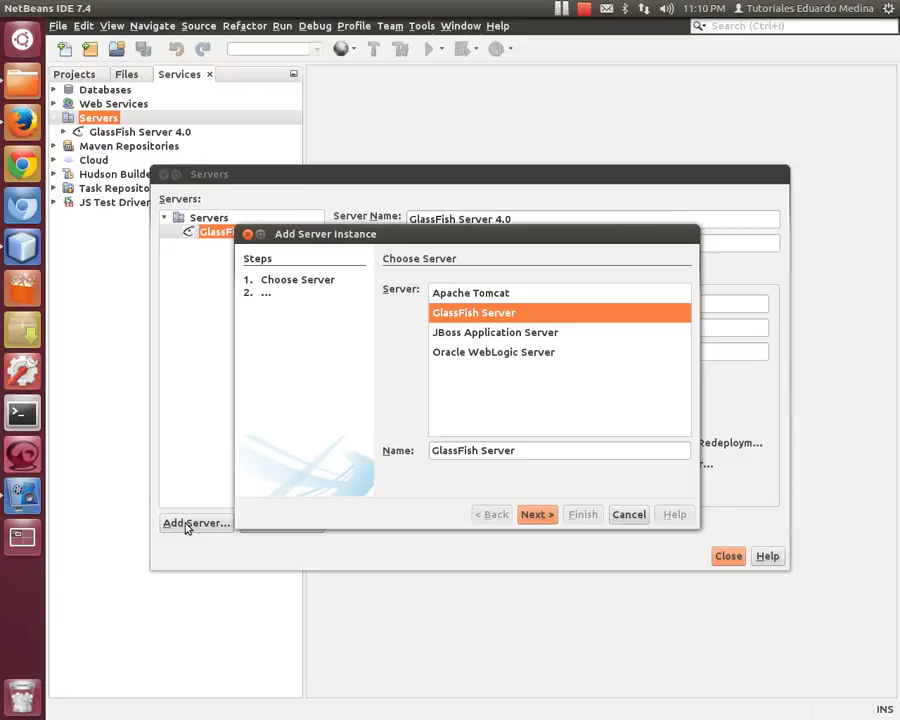 NetBeans IDE 7.4
11:10 PM
Tutoriales Eduardo Medina
File Edit View Navigate Source Refactor Run Debug Profile Team Tools Window Help
Search (Ctrl+I)
Projects Files Services ×
Databases
Web Services
Servers
GlassFish Server 4.0
Maven Repositories
Cloud
Hudson Builde
Task Reposito
JS Test Driver
Servers
Servers:
Servers
GlassFi
Server Name: GlassFish Server 4.0
Add Server Instance
Steps
1. Choose Server
2. ...
Choose Server
Server:
Apache Tomcat
GlassFish Server
JBoss Application Server
Oracle WebLogic Server
Name: GlassFish Server
Redeploym...
...
< Back Next > Finish Cancel Help
Add Server...
Close Help
INS